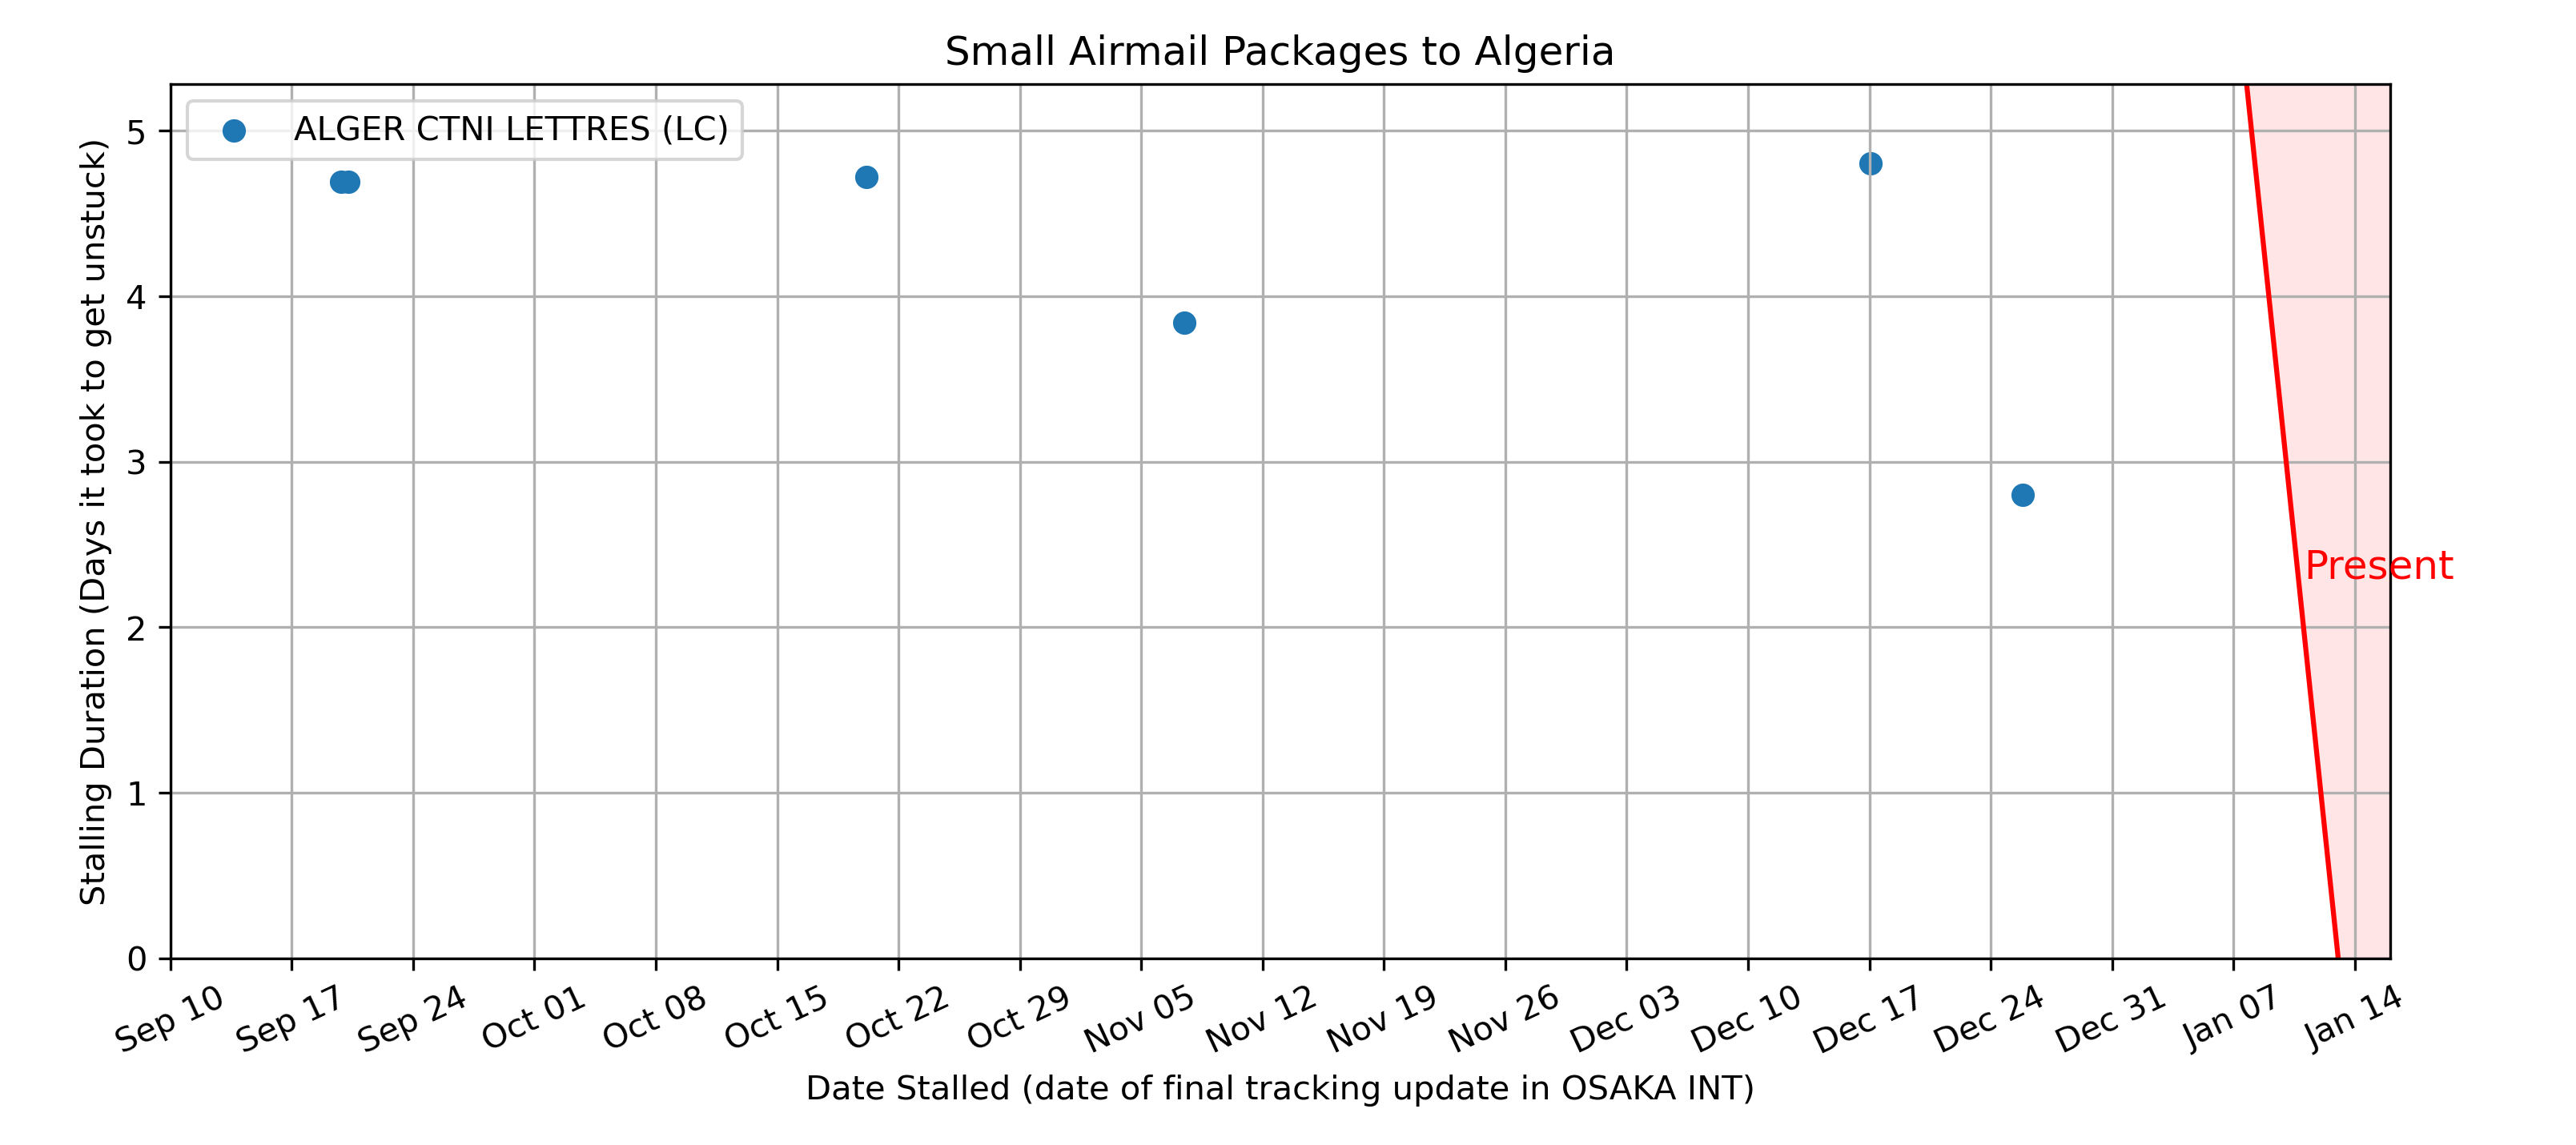 Small Airmail Packages to Algeria
ALGER CTNI LETTRES (LC)
Stalling Duration (Days it took to get unstuck)
5
4
3
2
1
0
Present
Sep 10 Sep 17 Sep 24 Oct 01 Oct 08 Oct 15 Oct 22 Oct 29 Nov 05 Nov 12 Nov 19 Nov 26 Dec 03 Dec 10 Dec 17 Dec 24 Dec 31 Jan 07 Jan 14
Date Stalled (date of final tracking update in OSAKA INT)